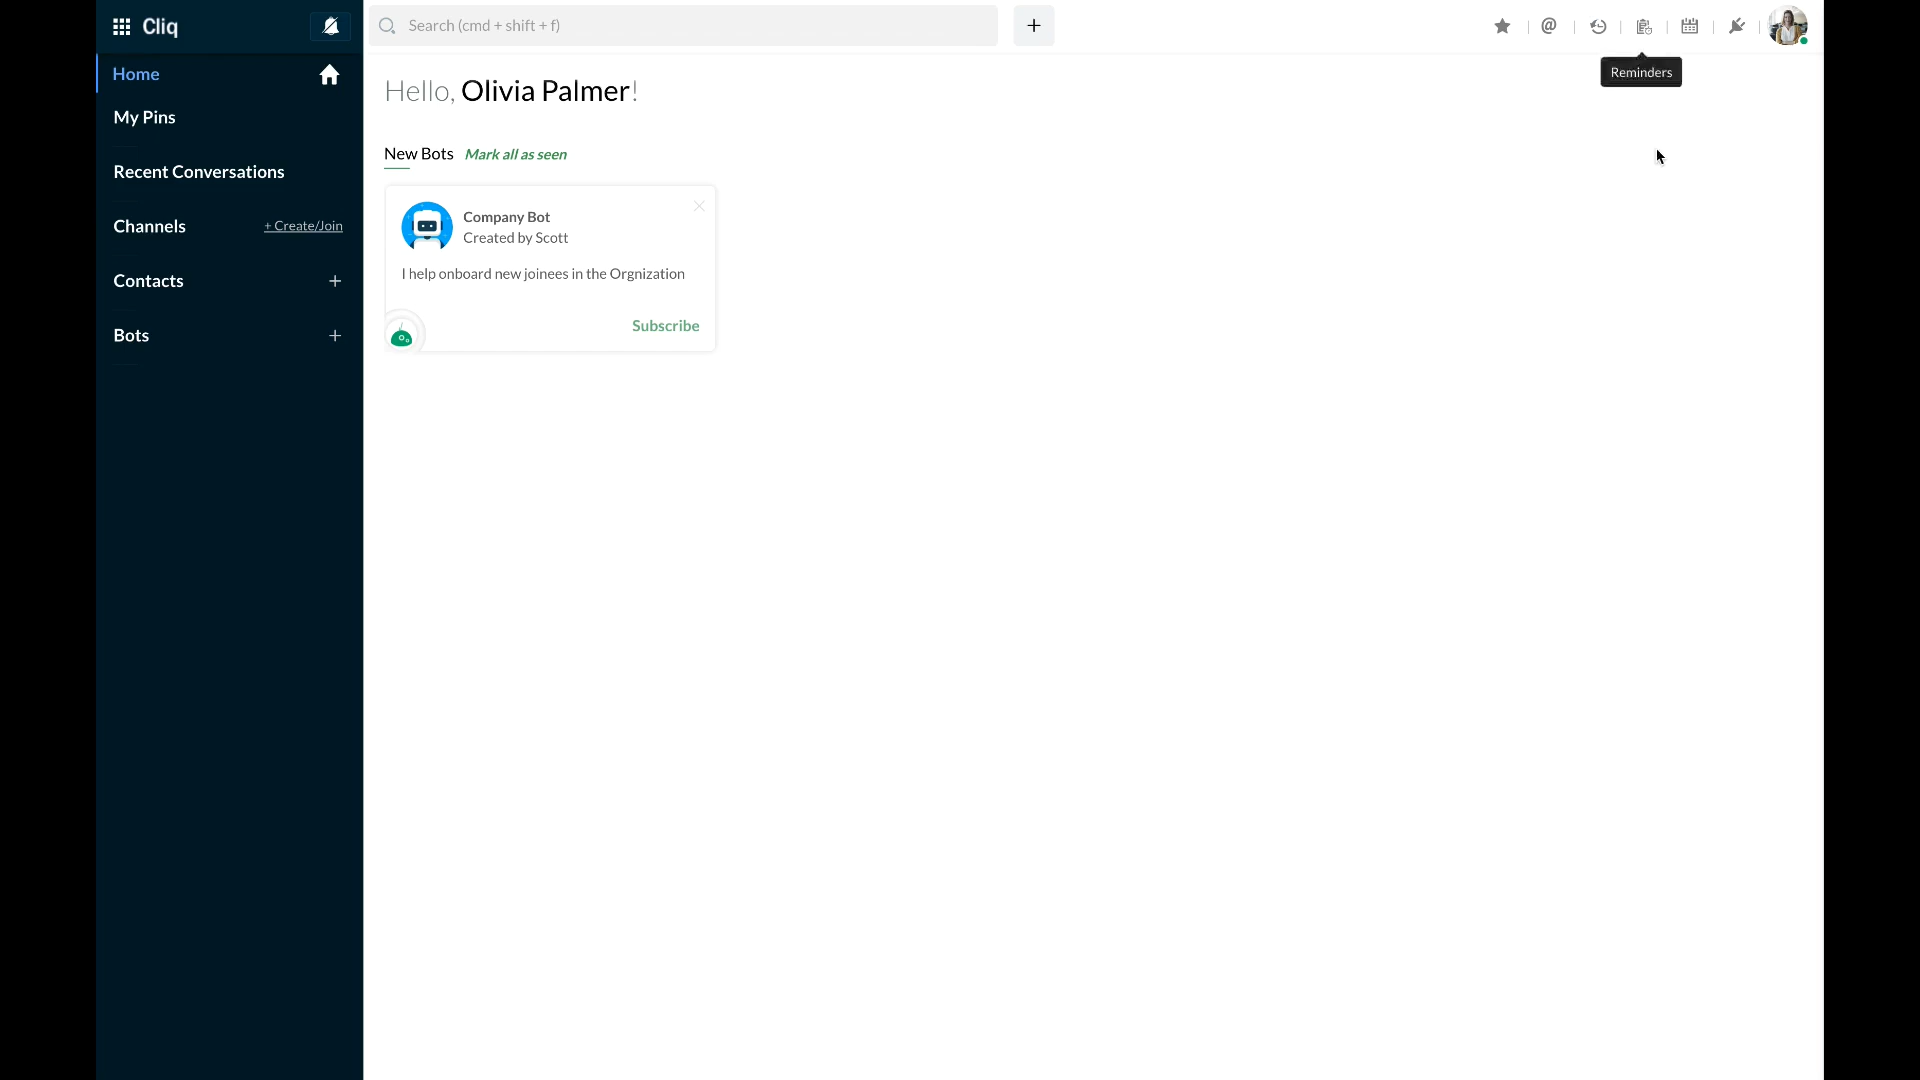 Cliq
Search (cmd + shift + f)
Reminders
Home
My Pins
Recent Conversations
Channels
+ Create/Join
Contacts
Bots
Hello, Olivia Palmer!
New Bots Mark all as seen
Company Bot
Created by Scott
I help onboard new joinees in the Orgnization
Subscribe